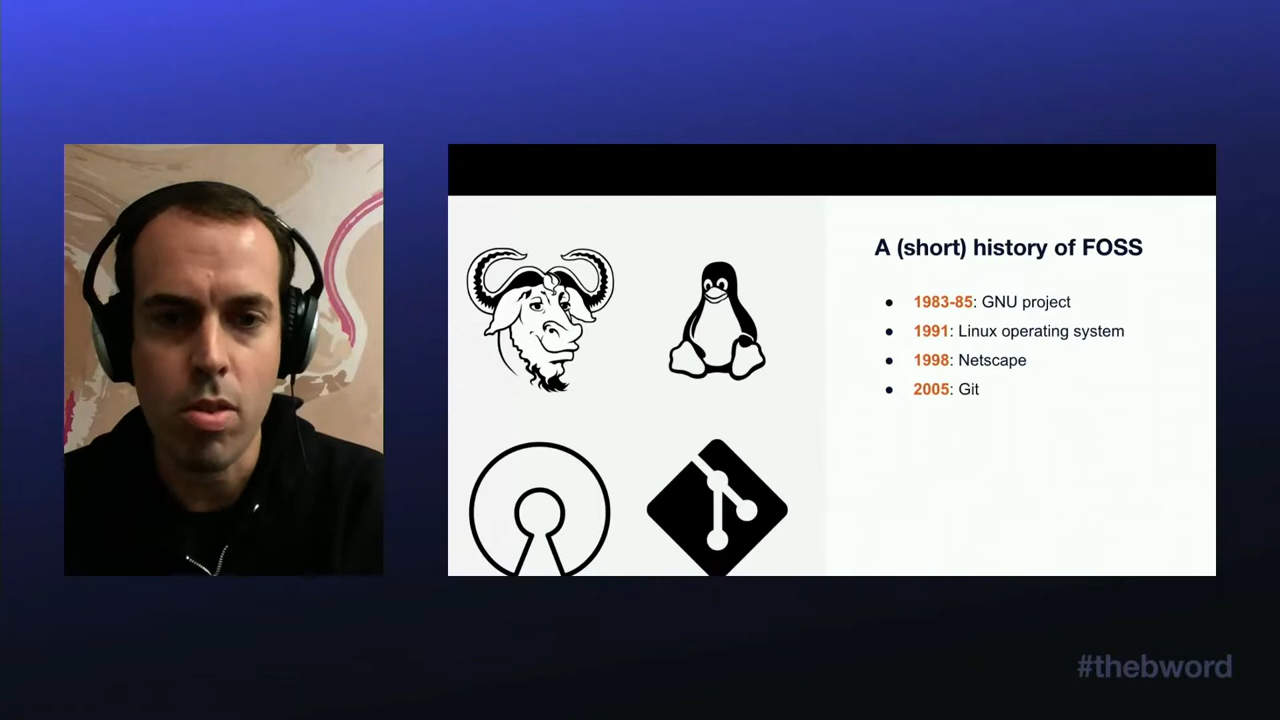 A (short) history of FOSS
● 1983-85: GNU project
● 1991: Linux operating system
● 1998: Netscape
● 2005: Git
#thebword